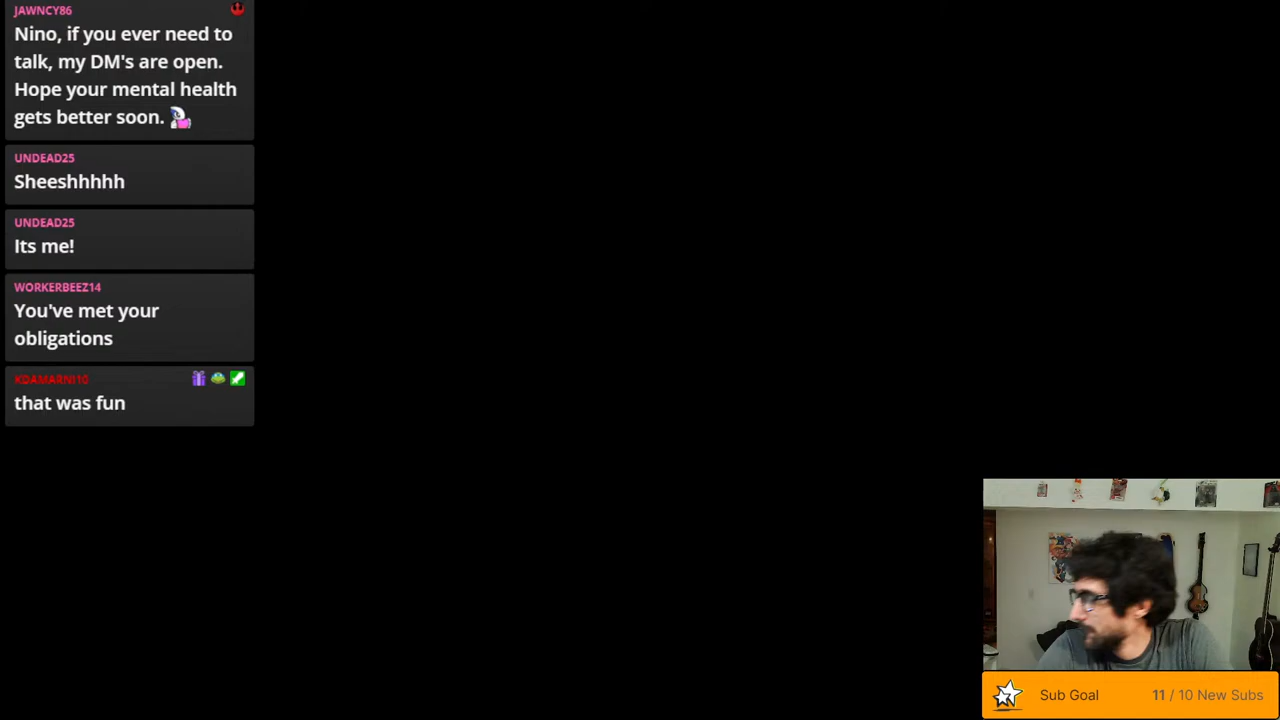 JAWNCY86
Nino, if you ever need to
talk, my DM's are open.
Hope your mental health
gets better soon.
UNDEAD25
Sheeshhhhh
UNDEAD25
Its me!
WORKERBEEZ14
You've met your
obligations
KDAMARNI10
that was fun
Sub Goal 11 / 10 New Subs